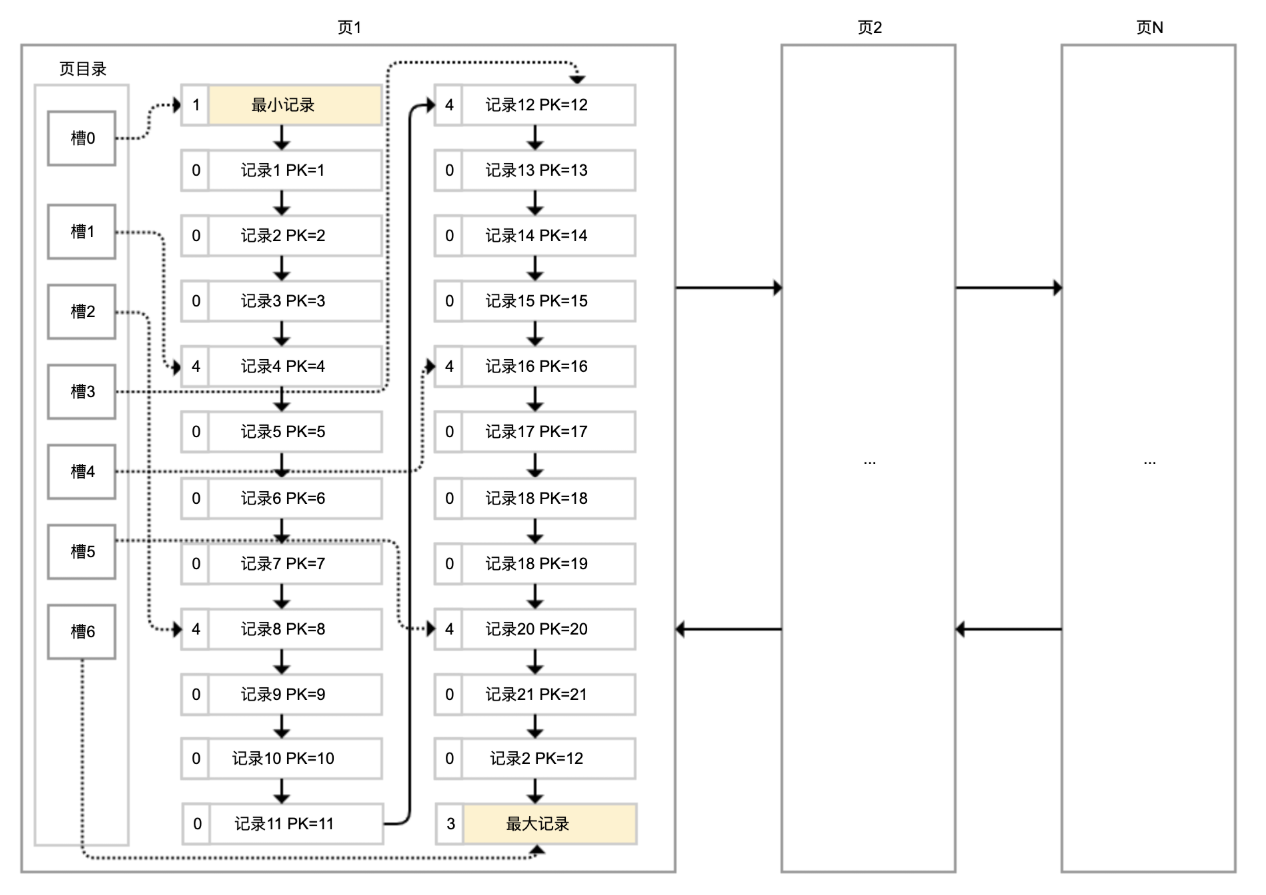 页1
页2
页N
页目录
槽0
槽1
槽2
槽3
槽4
槽5
槽6
1 最小记录
0 记录1 PK=1
0 记录2 PK=2
0 记录3 PK=3
4 记录4 PK=4
0 记录5 PK=5
0 记录6 PK=6
0 记录7 PK=7
4 记录8 PK=8
0 记录9 PK=9
0 记录10 PK=10
0 记录11 PK=11
4 记录12 PK=12
0 记录13 PK=13
0 记录14 PK=14
0 记录15 PK=15
4 记录16 PK=16
0 记录17 PK=17
0 记录18 PK=18
0 记录18 PK=19
4 记录20 PK=20
0 记录21 PK=21
0 记录2 PK=12
3 最大记录
...
...